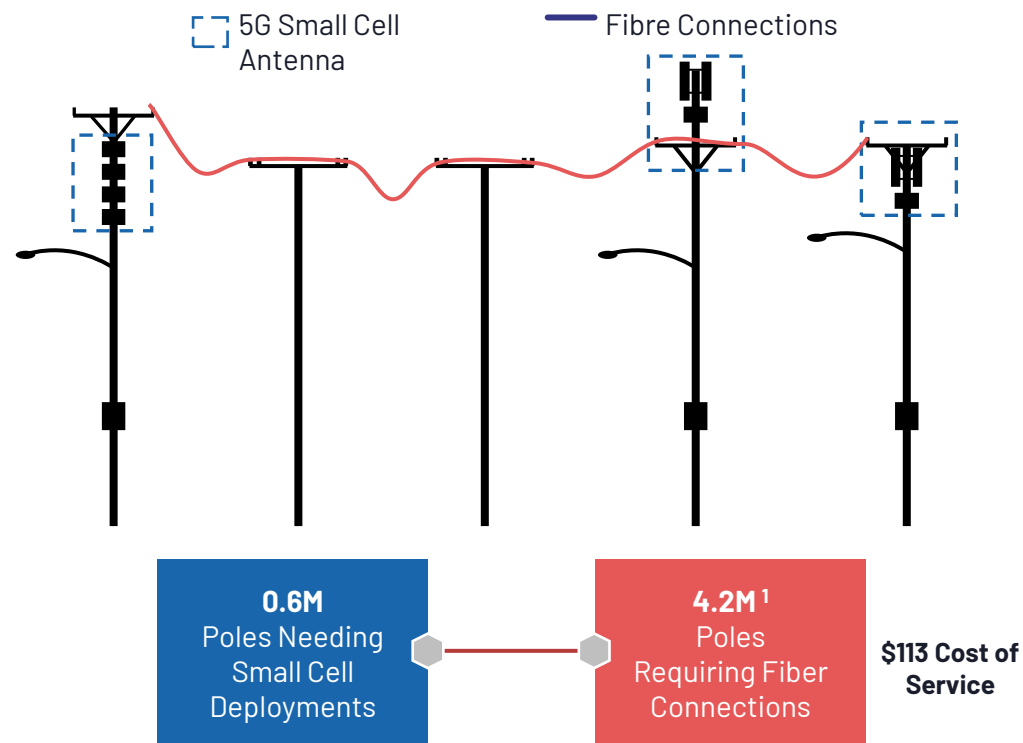 5G Small Cell
Antenna
Fibre Connections
0.6M
Poles Needing
Small Cell
Deployments
4.2M ¹
Poles
Requiring Fiber
Connections
$113 Cost of
Service